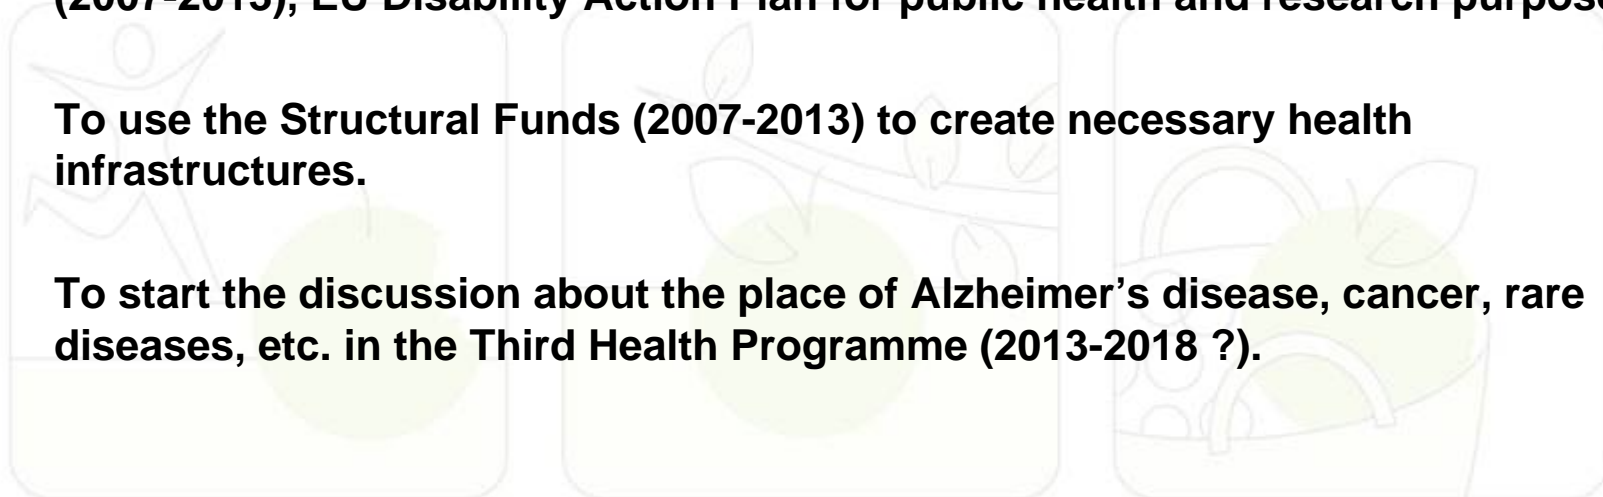 (2007-2013), EU Disability Action Plan for public health and research purpose
To use the Structural Funds (2007-2013) to create necessary health
infrastructures.
To start the discussion about the place of Alzheimer’s disease, cancer, rare
diseases, etc. in the Third Health Programme (2013-2018 ?).